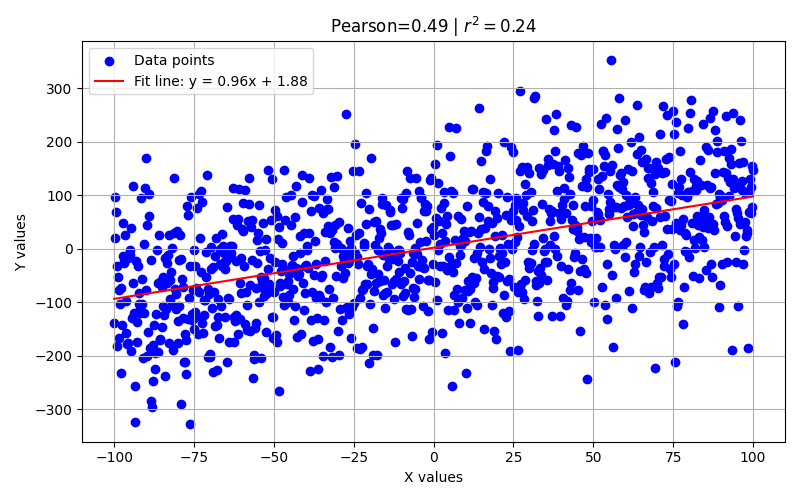 Pearson=0.49 | r² = 0.24
Data points
Fit line: y = 0.96x + 1.88
Y values
300
200
100
0
−100
−200
−300
−100 −75 −50 −25 0 25 50 75 100
X values